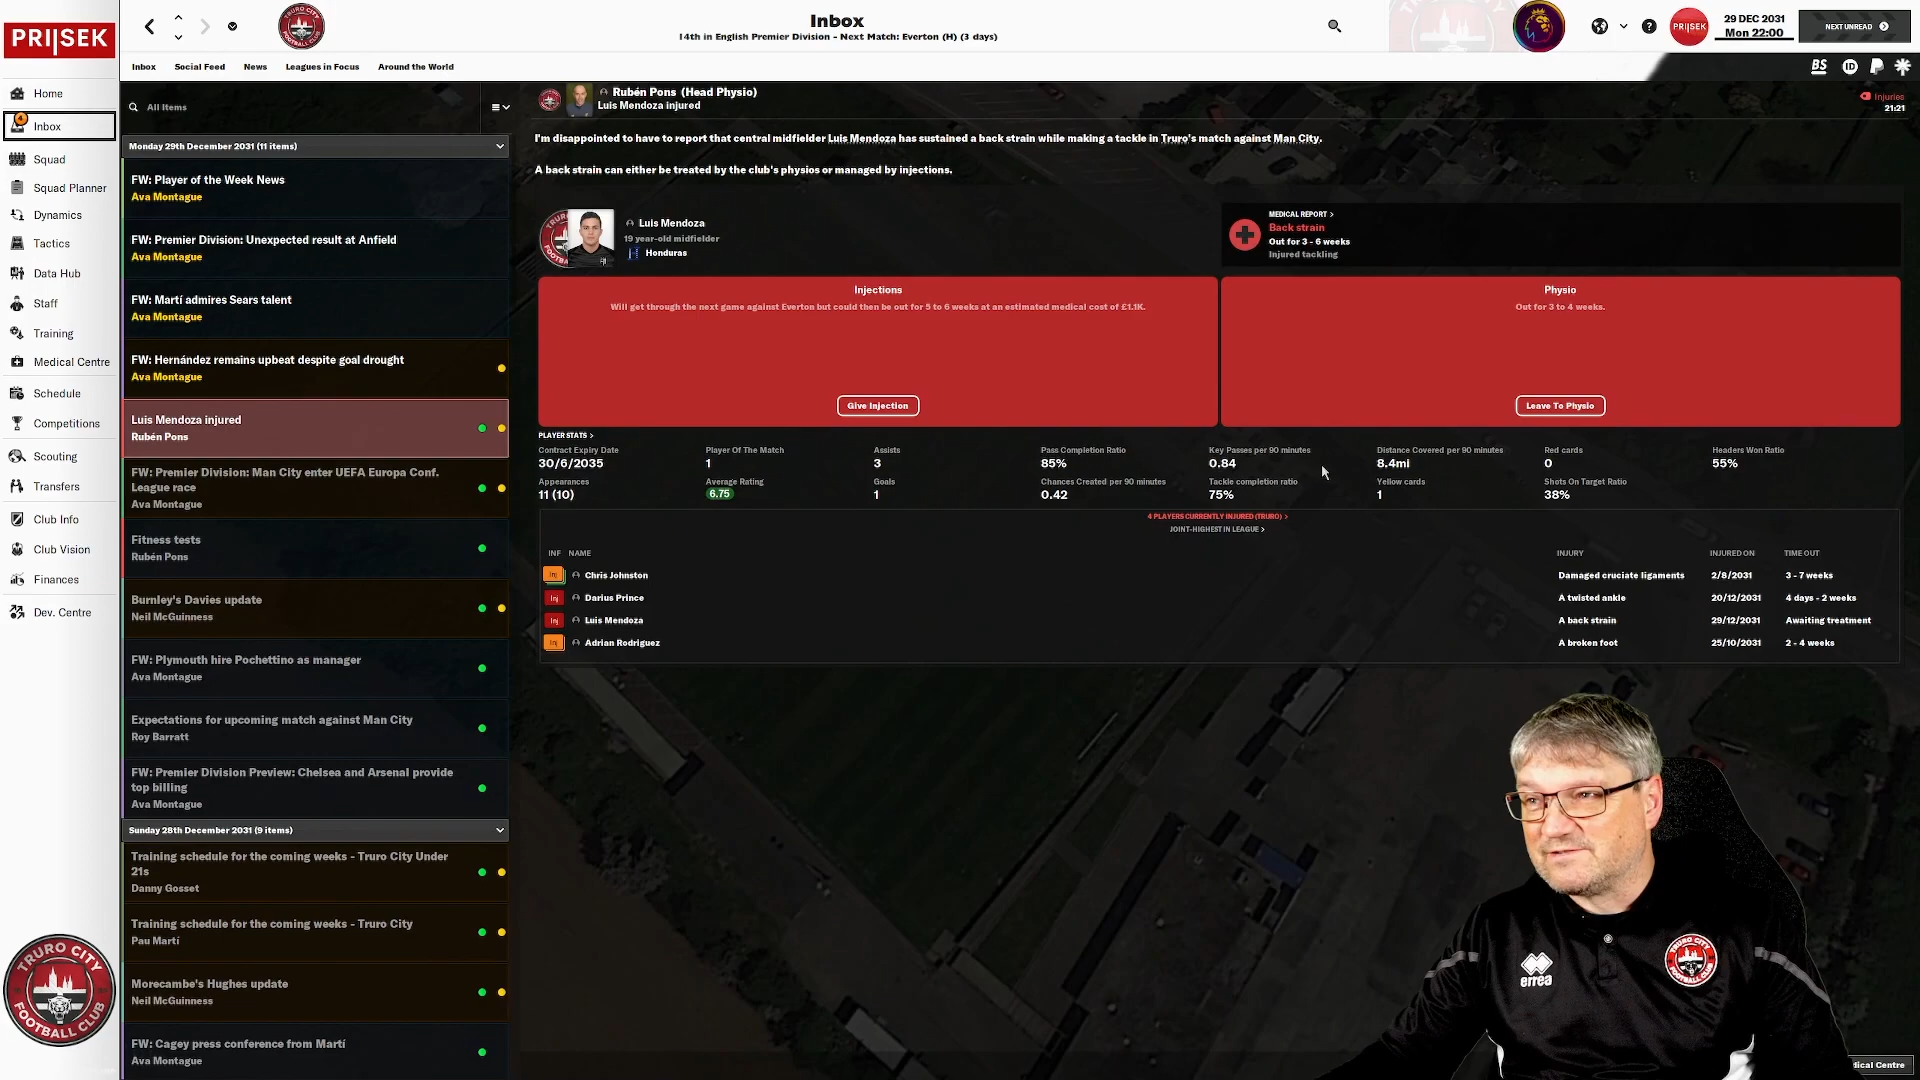 PRIJSEK
Inbox
14th in English Premier Division - Next Match: Everton (H) (3 days)
PRIJSEK
29 DEC 2031
Mon 22:00
NEXT UNREAD
Inbox
Social Feed
News
Leagues in Focus
Around the World
BS
ID
Home
4
Inbox
Squad
Squad Planner
Dynamics
Tactics
Data Hub
Staff
Training
Medical Centre
Schedule
Competitions
Scouting
Transfers
Club Info
Club Vision
Finances
Dev. Centre
TRURO CITY
FOOTBALL CLUB
All Items
Monday 29th December 2031 (11 items)
FW: Player of the Week News
Ava Montague
FW: Premier Division: Unexpected result at Anfield
Ava Montague
FW: Martí admires Sears talent
Ava Montague
FW: Hernández remains upbeat despite goal drought
Ava Montague
Luis Mendoza injured
Rubén Pons
FW: Premier Division: Man City enter UEFA Europa Conf.
League race
Ava Montague
Fitness tests
Rubén Pons
Burnley's Davies update
Neil McGuinness
FW: Plymouth hire Pochettino as manager
Ava Montague
Expectations for upcoming match against Man City
Roy Barratt
FW: Premier Division Preview: Chelsea and Arsenal provide
top billing
Ava Montague
Sunday 28th December 2031 (9 items)
Training schedule for the coming weeks - Truro City Under
21s
Danny Gosset
Training schedule for the coming weeks - Truro City
Pau Martí
Morecambe's Hughes update
Neil McGuinness
FW: Cagey press conference from Martí
Ava Montague
Rubén Pons (Head Physio)
Luis Mendoza injured
Injuries
21:21
I'm disappointed to have to report that central midfielder Luis Mendoza has sustained a back strain while making a tackle in Truro's match against Man City.
A back strain can either be treated by the club's physios or managed by injections.
Luis Mendoza
19 year-old midfielder
Honduras
MEDICAL REPORT >
Back strain
Out for 3 - 6 weeks
Injured tackling
Injections
Will get through the next game against Everton but could then be out for 5 to 6 weeks at an estimated medical cost of £1.1K.
Give Injection
Physio
Out for 3 to 4 weeks.
Leave To Physio
PLAYER STATS >
Contract Expiry Date
30/6/2035
Player Of The Match
1
Assists
3
Pass Completion Ratio
85%
Key Passes per 90 minutes
0.84
Distance Covered per 90 minutes
8.4mi
Red cards
0
Headers Won Ratio
55%
Appearances
11 (10)
Average Rating
6.75
Goals
1
Chances Created per 90 minutes
0.42
Tackle completion ratio
75%
Yellow cards
1
Shots On Target Ratio
38%
4 PLAYERS CURRENTLY INJURED (TRURO) >
JOINT-HIGHEST IN LEAGUE >
INF NAME INJURY INJURED ON TIME OUT
Inj Chris Johnston Damaged cruciate ligaments 2/8/2031 3 - 7 weeks
Inj Darius Prince A twisted ankle 20/12/2031 4 days - 2 weeks
Inj Luis Mendoza A back strain 29/12/2031 Awaiting treatment
Inj Adrian Rodriguez A broken foot 25/10/2031 2 - 4 weeks
errea
TRURO CITY
FOOTBALL CLUB
dical Centre